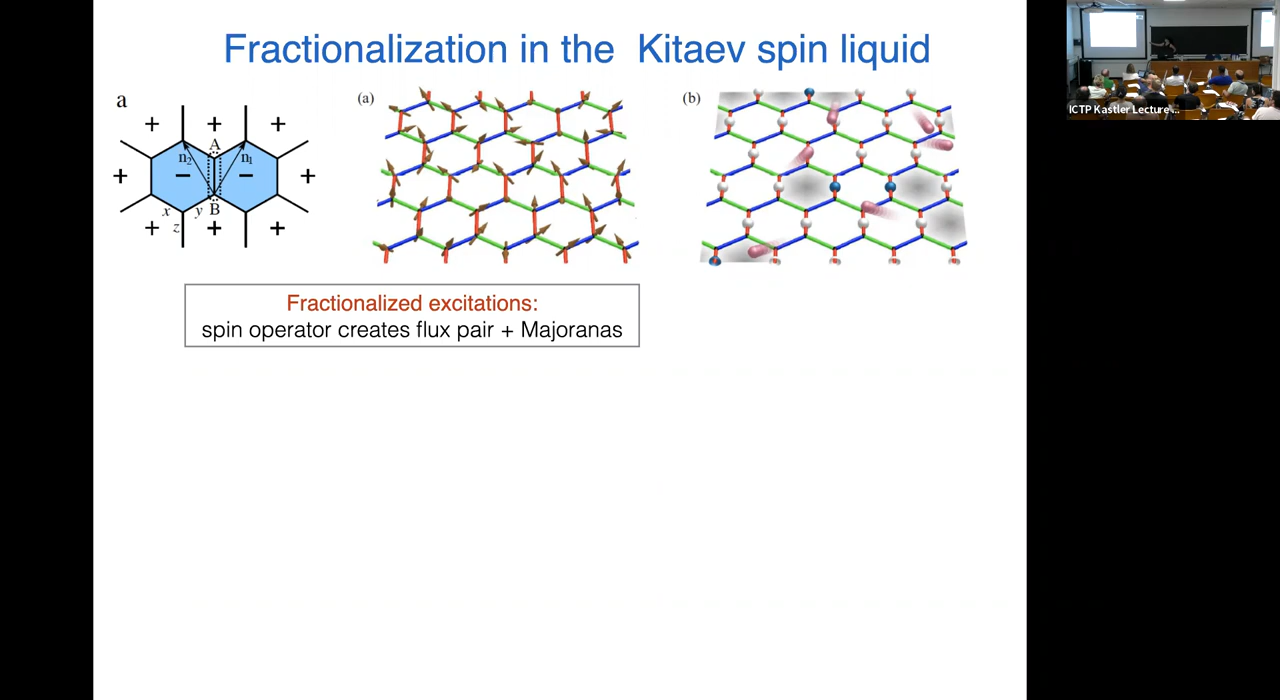 Fractionalization in the Kitaev spin liquid
a
(a)
(b)
+ + +
A
n2 n1
+ − − +
x y B
z
+ + +
Fractionalized excitations:
spin operator creates flux pair + Majoranas
ICTP Kastler Lecture'...